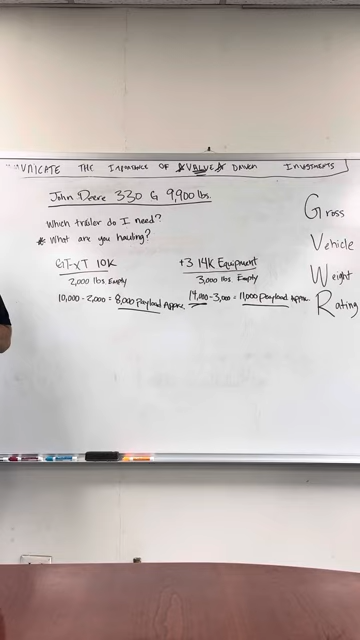 THE IMPORTANCE OF ☆VALUE☆ DRIVEN INVESTMENTS
John Deere 330 G 9,900 lbs.
Which trailer do I need?
* What are you hauling?
10K
2,000 lbs Empty
10,000 - 2,000 = 8,000 payload Approx
+3 14K Equipment
3,000 lbs Empty
14,000 - 3,000 = 11,000 payload Approx.
Gross
Vehicle
Weight
Rating